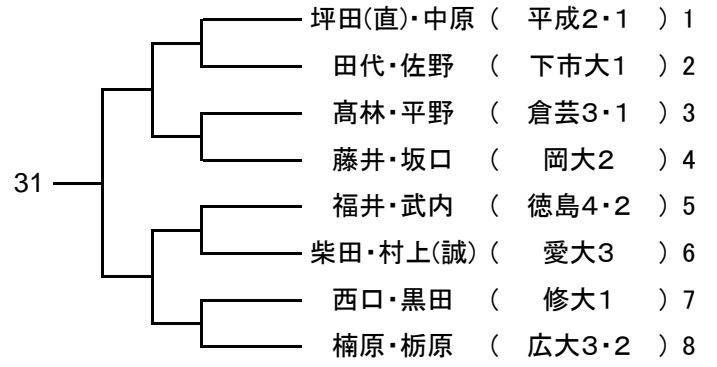 坪田(直)・中原 ( 平成2・1 ) 1
田代・佐野 ( 下市大1 ) 2
髙林・平野 ( 倉芸3・1 ) 3
藤井・坂口 ( 岡大2 ) 4
31
福井・武内 ( 徳島4・2 ) 5
柴田・村上(誠) ( 愛大3 ) 6
西口・黒田 ( 修大1 ) 7
楠原・栃原 ( 広大3・2 ) 8